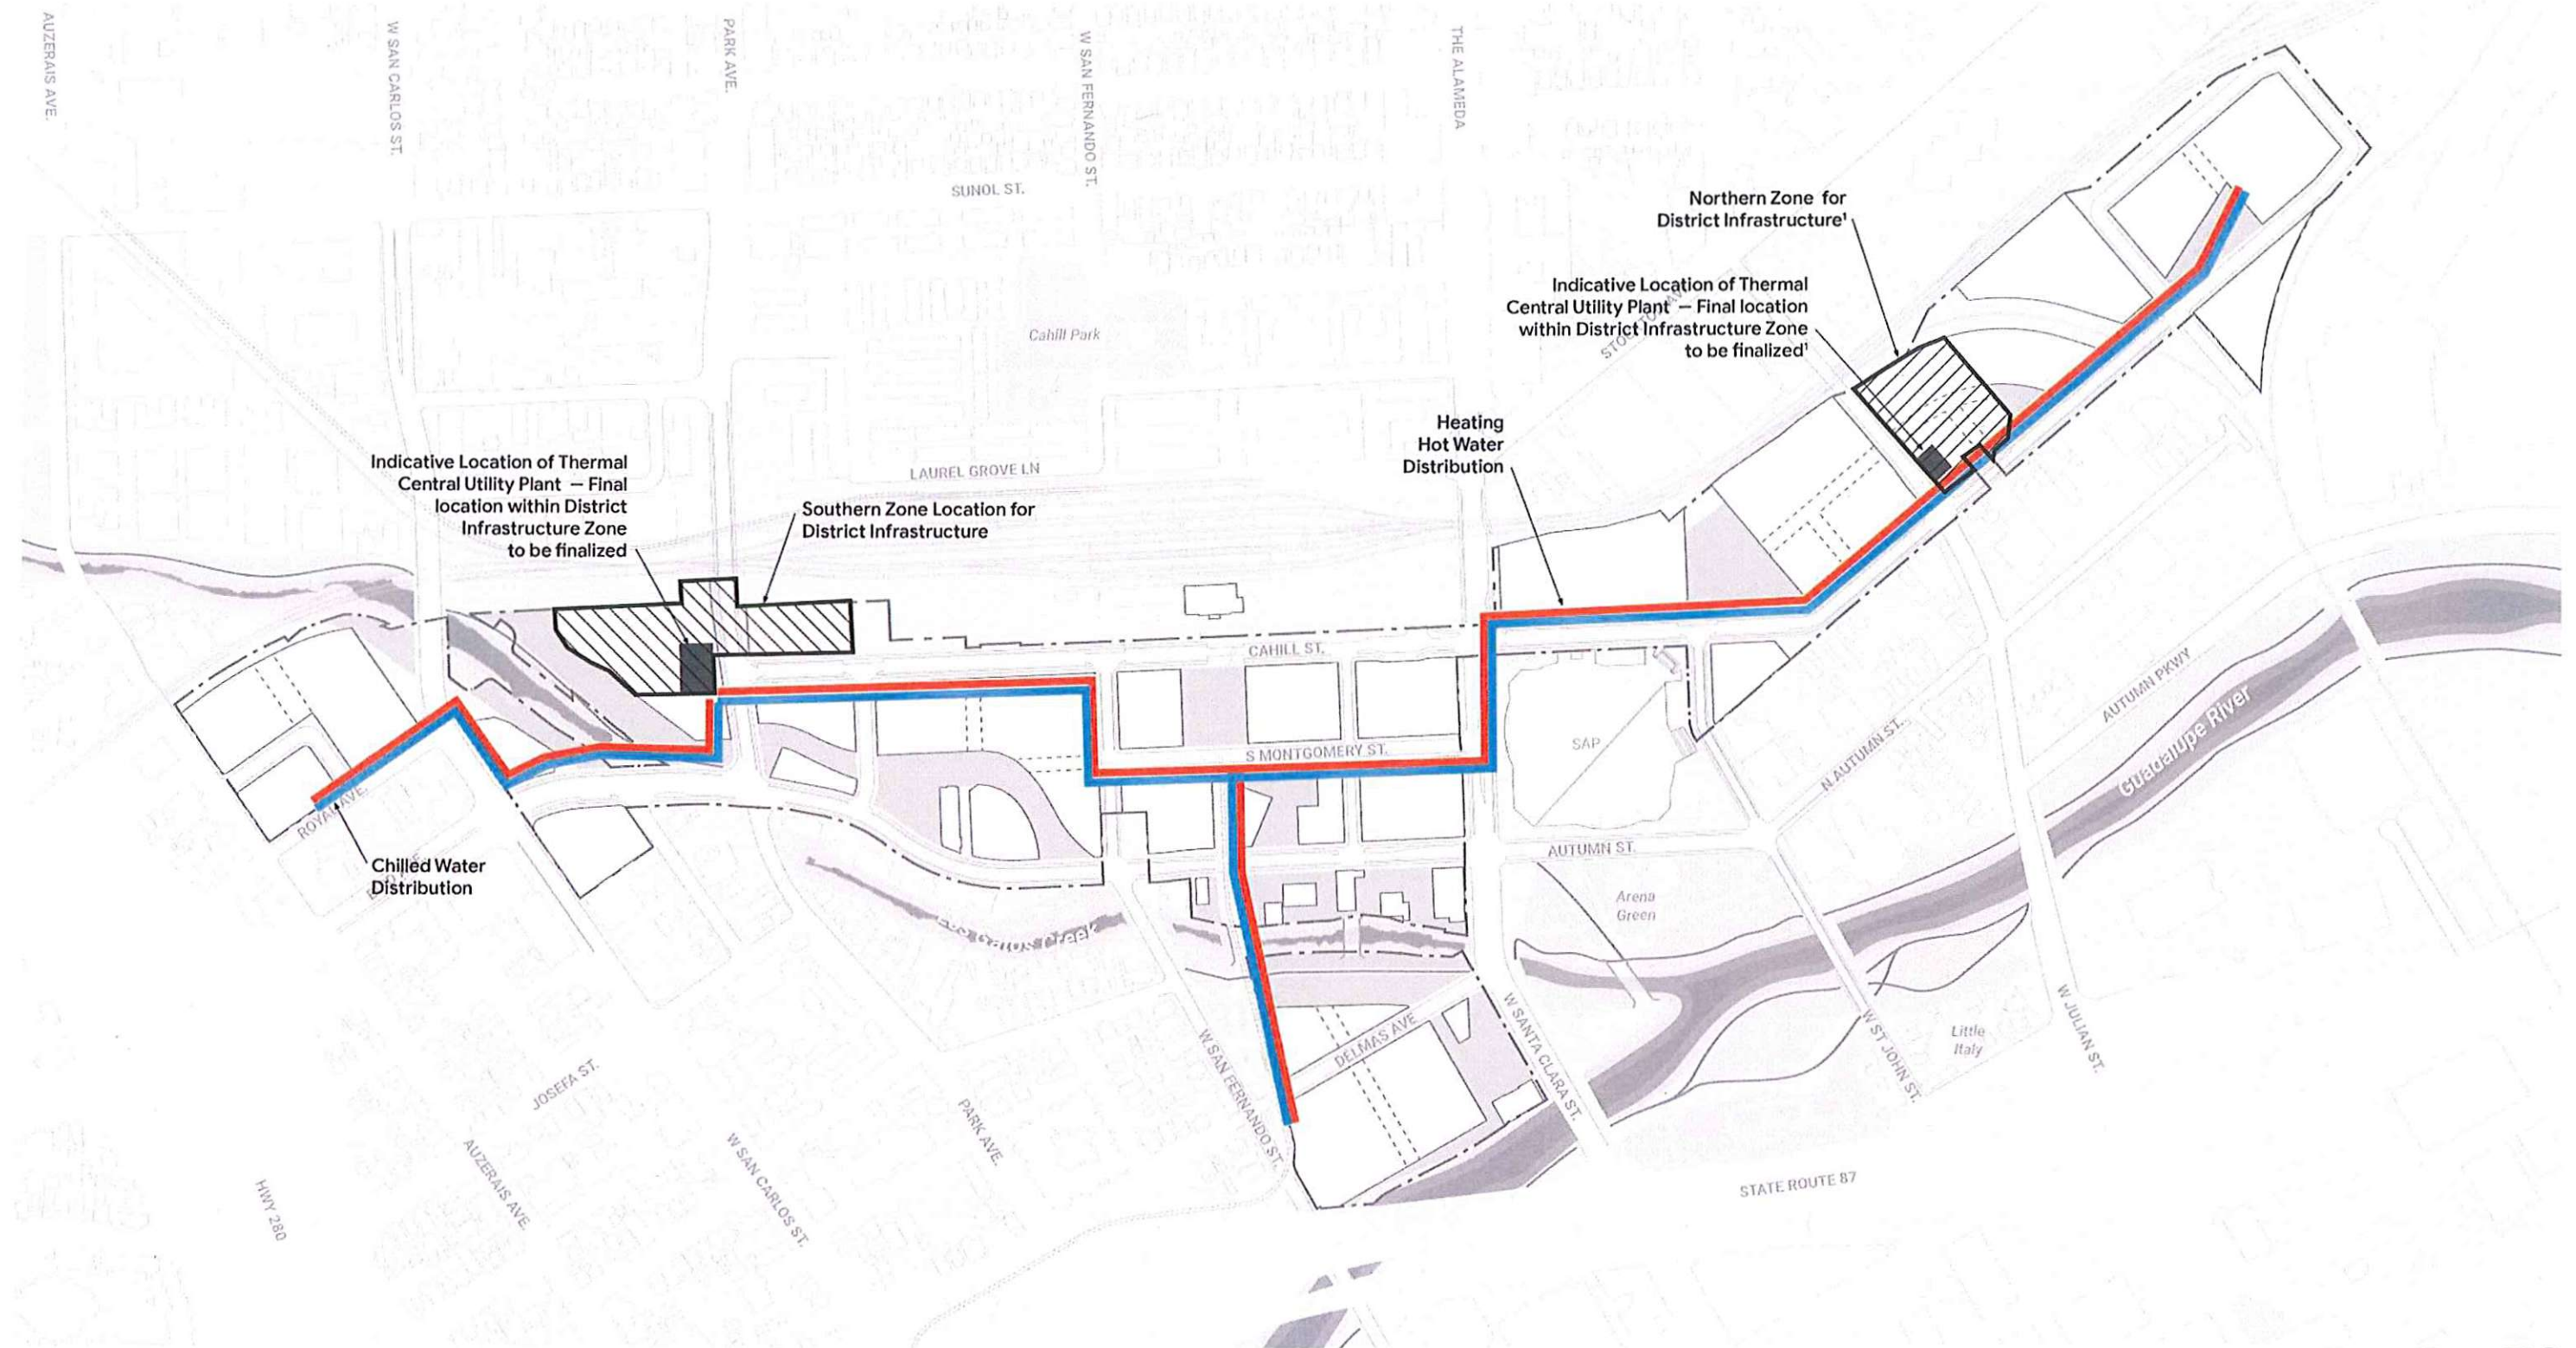 AUZERAIS AVE.
W SAN CARLOS ST.
PARK AVE.
W SAN FERNANDO ST.
THE ALAMEDA
SUNOL ST.
Northern Zone for
District Infrastructure¹
Indicative Location of Thermal
Central Utility Plant – Final location
within District Infrastructure Zone
to be finalized¹
Cahill Park
Heating
Hot Water
Distribution
LAUREL GROVE LN
Indicative Location of Thermal
Central Utility Plant – Final
location within District
Infrastructure Zone
to be finalized
Southern Zone Location for
District Infrastructure
CAHILL ST.
S MONTGOMERY ST.
SAP
AUTUMN PKWY
N AUTUMN ST.
Guadalupe River
ROYAL AVE.
Chilled Water
Distribution
AUTUMN ST.
Arena
Green
Los Gatos Creek
DELMAS AVE
W SANTA CLARA ST.
W ST JOHN ST.
Little
Italy
W JULIAN ST.
W SAN FERNANDO ST.
JOSEFA ST.
PARK AVE.
W SAN CARLOS ST.
AUZERAIS AVE.
HWY 280
STATE ROUTE 87